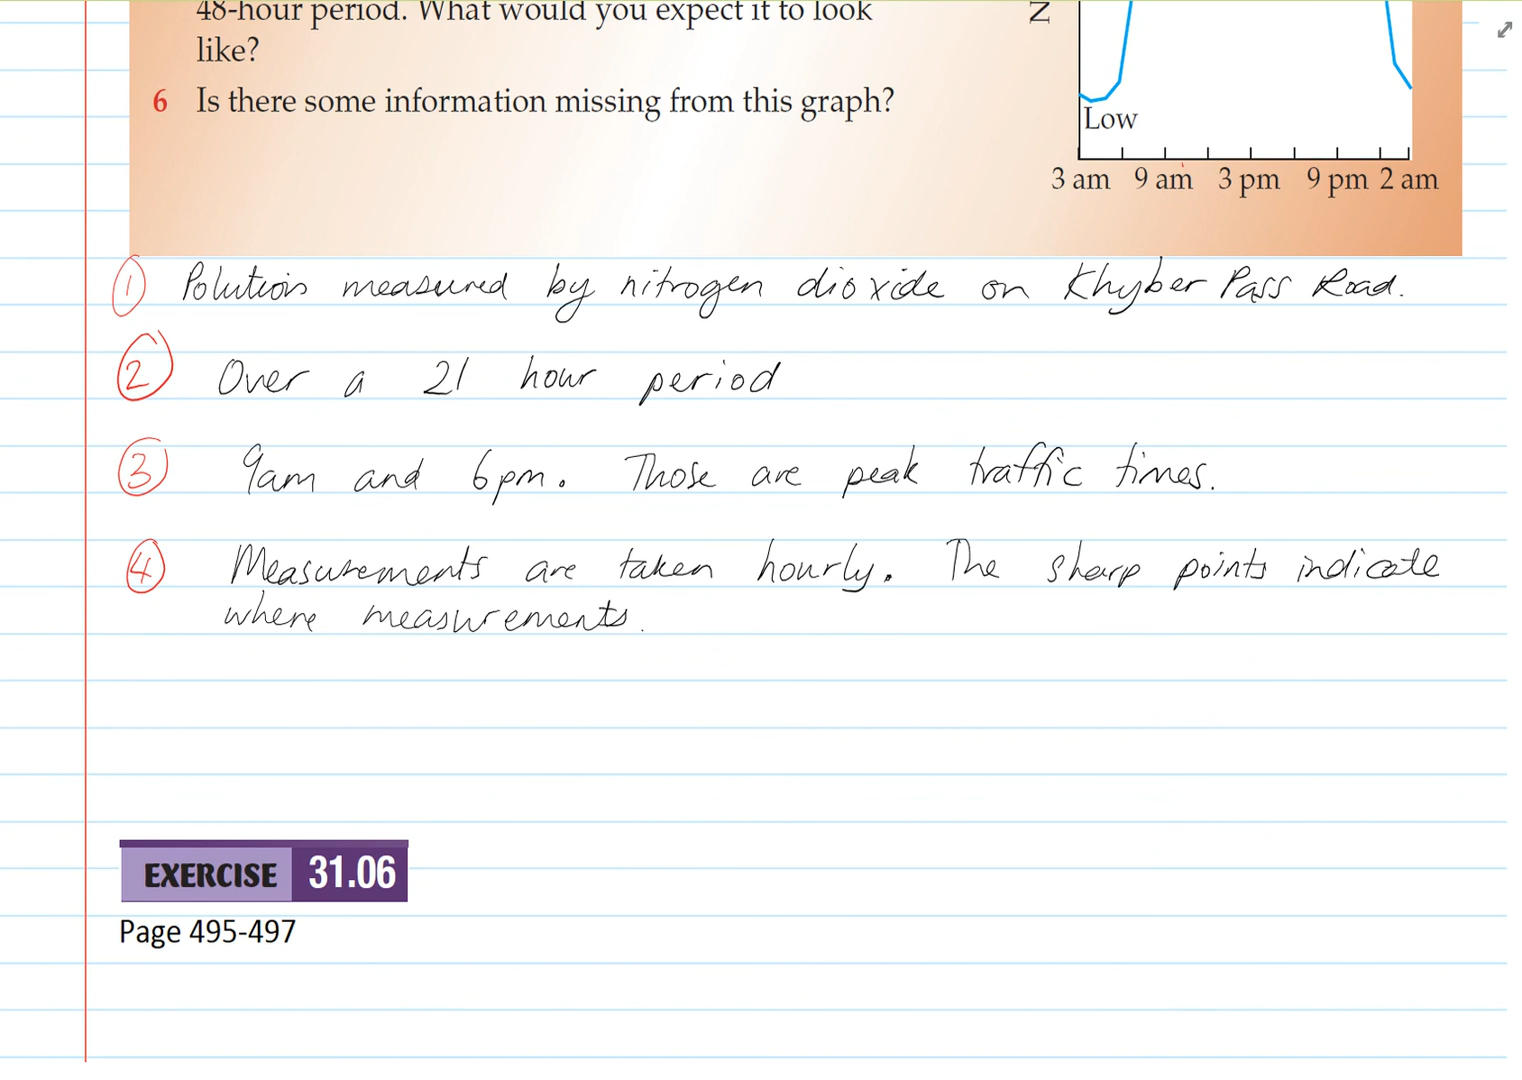 48-hour period. What would you expect it to look
like?
6 Is there some information missing from this graph?
N
Low
3 am 9 am 3 pm 9 pm 2 am
1 Polution measured by nitrogen dioxide on Khyber Pass Road.
2 Over a 21 hour period
3 9am and 6pm. Those are peak traffic times.
4 Measurements are taken hourly. The sharp points indicate
where measurements.
EXERCISE 31.06
Page 495-497